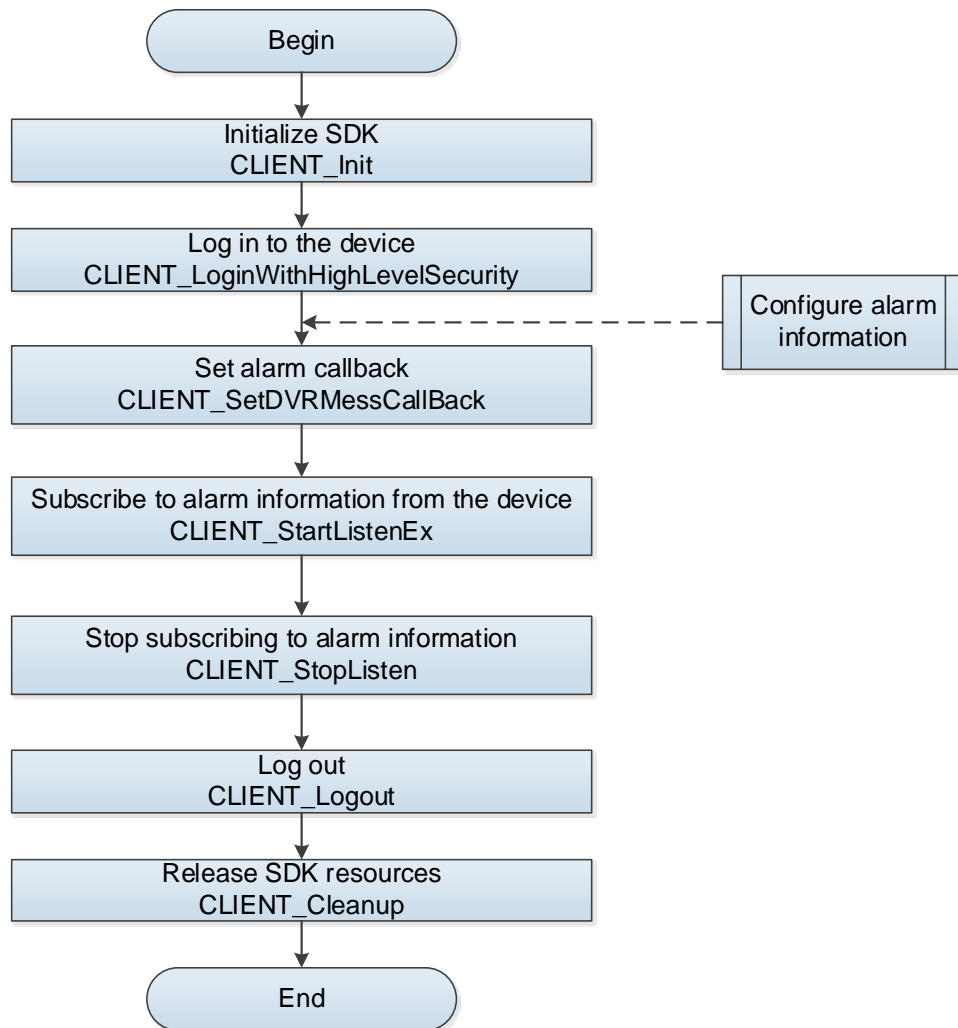 Begin
Initialize SDK
CLIENT_Init
Log in to the device
CLIENT_LoginWithHighLevelSecurity
Configure alarm
information
Set alarm callback
CLIENT_SetDVRMessCallBack
Subscribe to alarm information from the device
CLIENT_StartListenEx
Stop subscribing to alarm information
CLIENT_StopListen
Log out
CLIENT_Logout
Release SDK resources
CLIENT_Cleanup
End